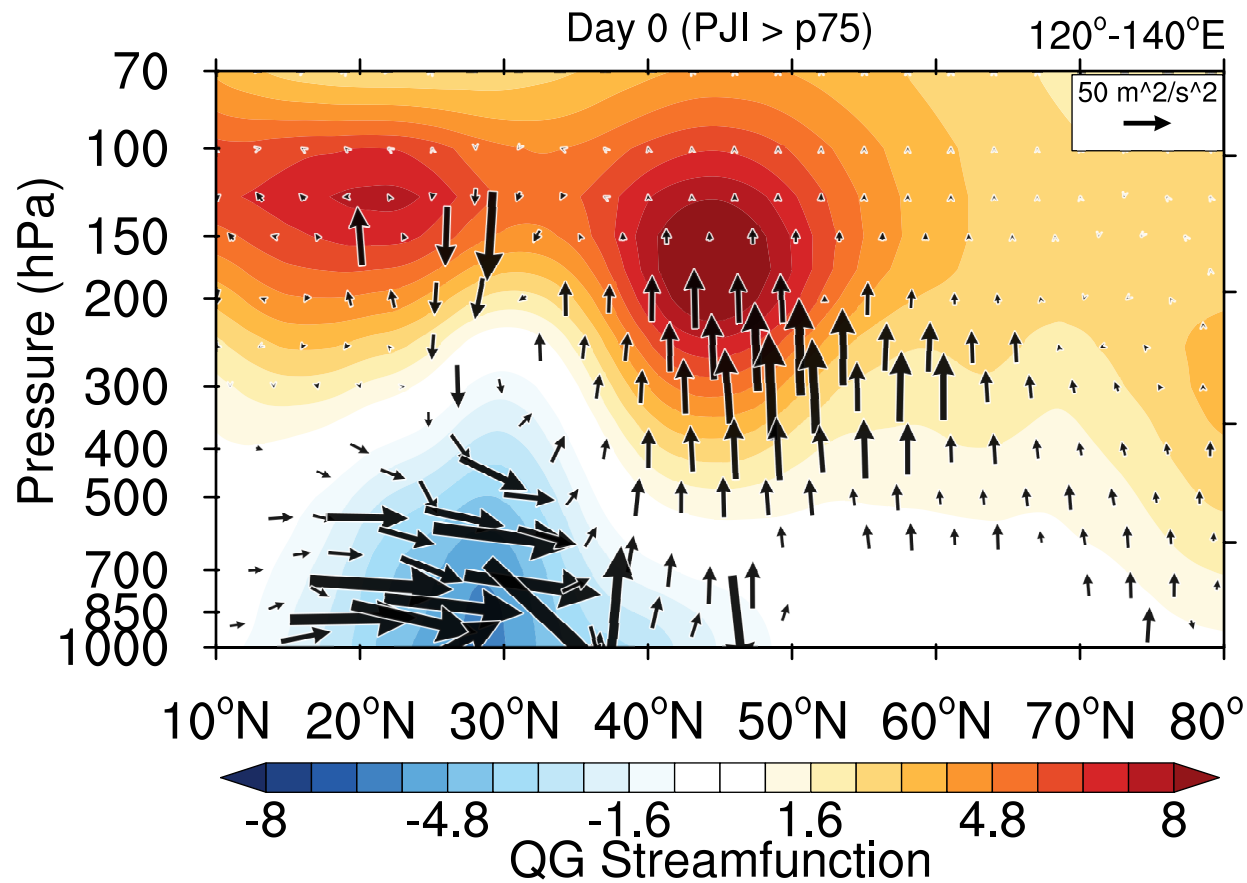 Day 0 (PJI > p75)
120°-140°E
50 m^2/s^2
Pressure (hPa)
70
100
150
200
300
400
500
700
850
1000
10°N 20°N 30°N 40°N 50°N 60°N 70°N 80°
-8 -4.8 -1.6 1.6 4.8 8
QG Streamfunction